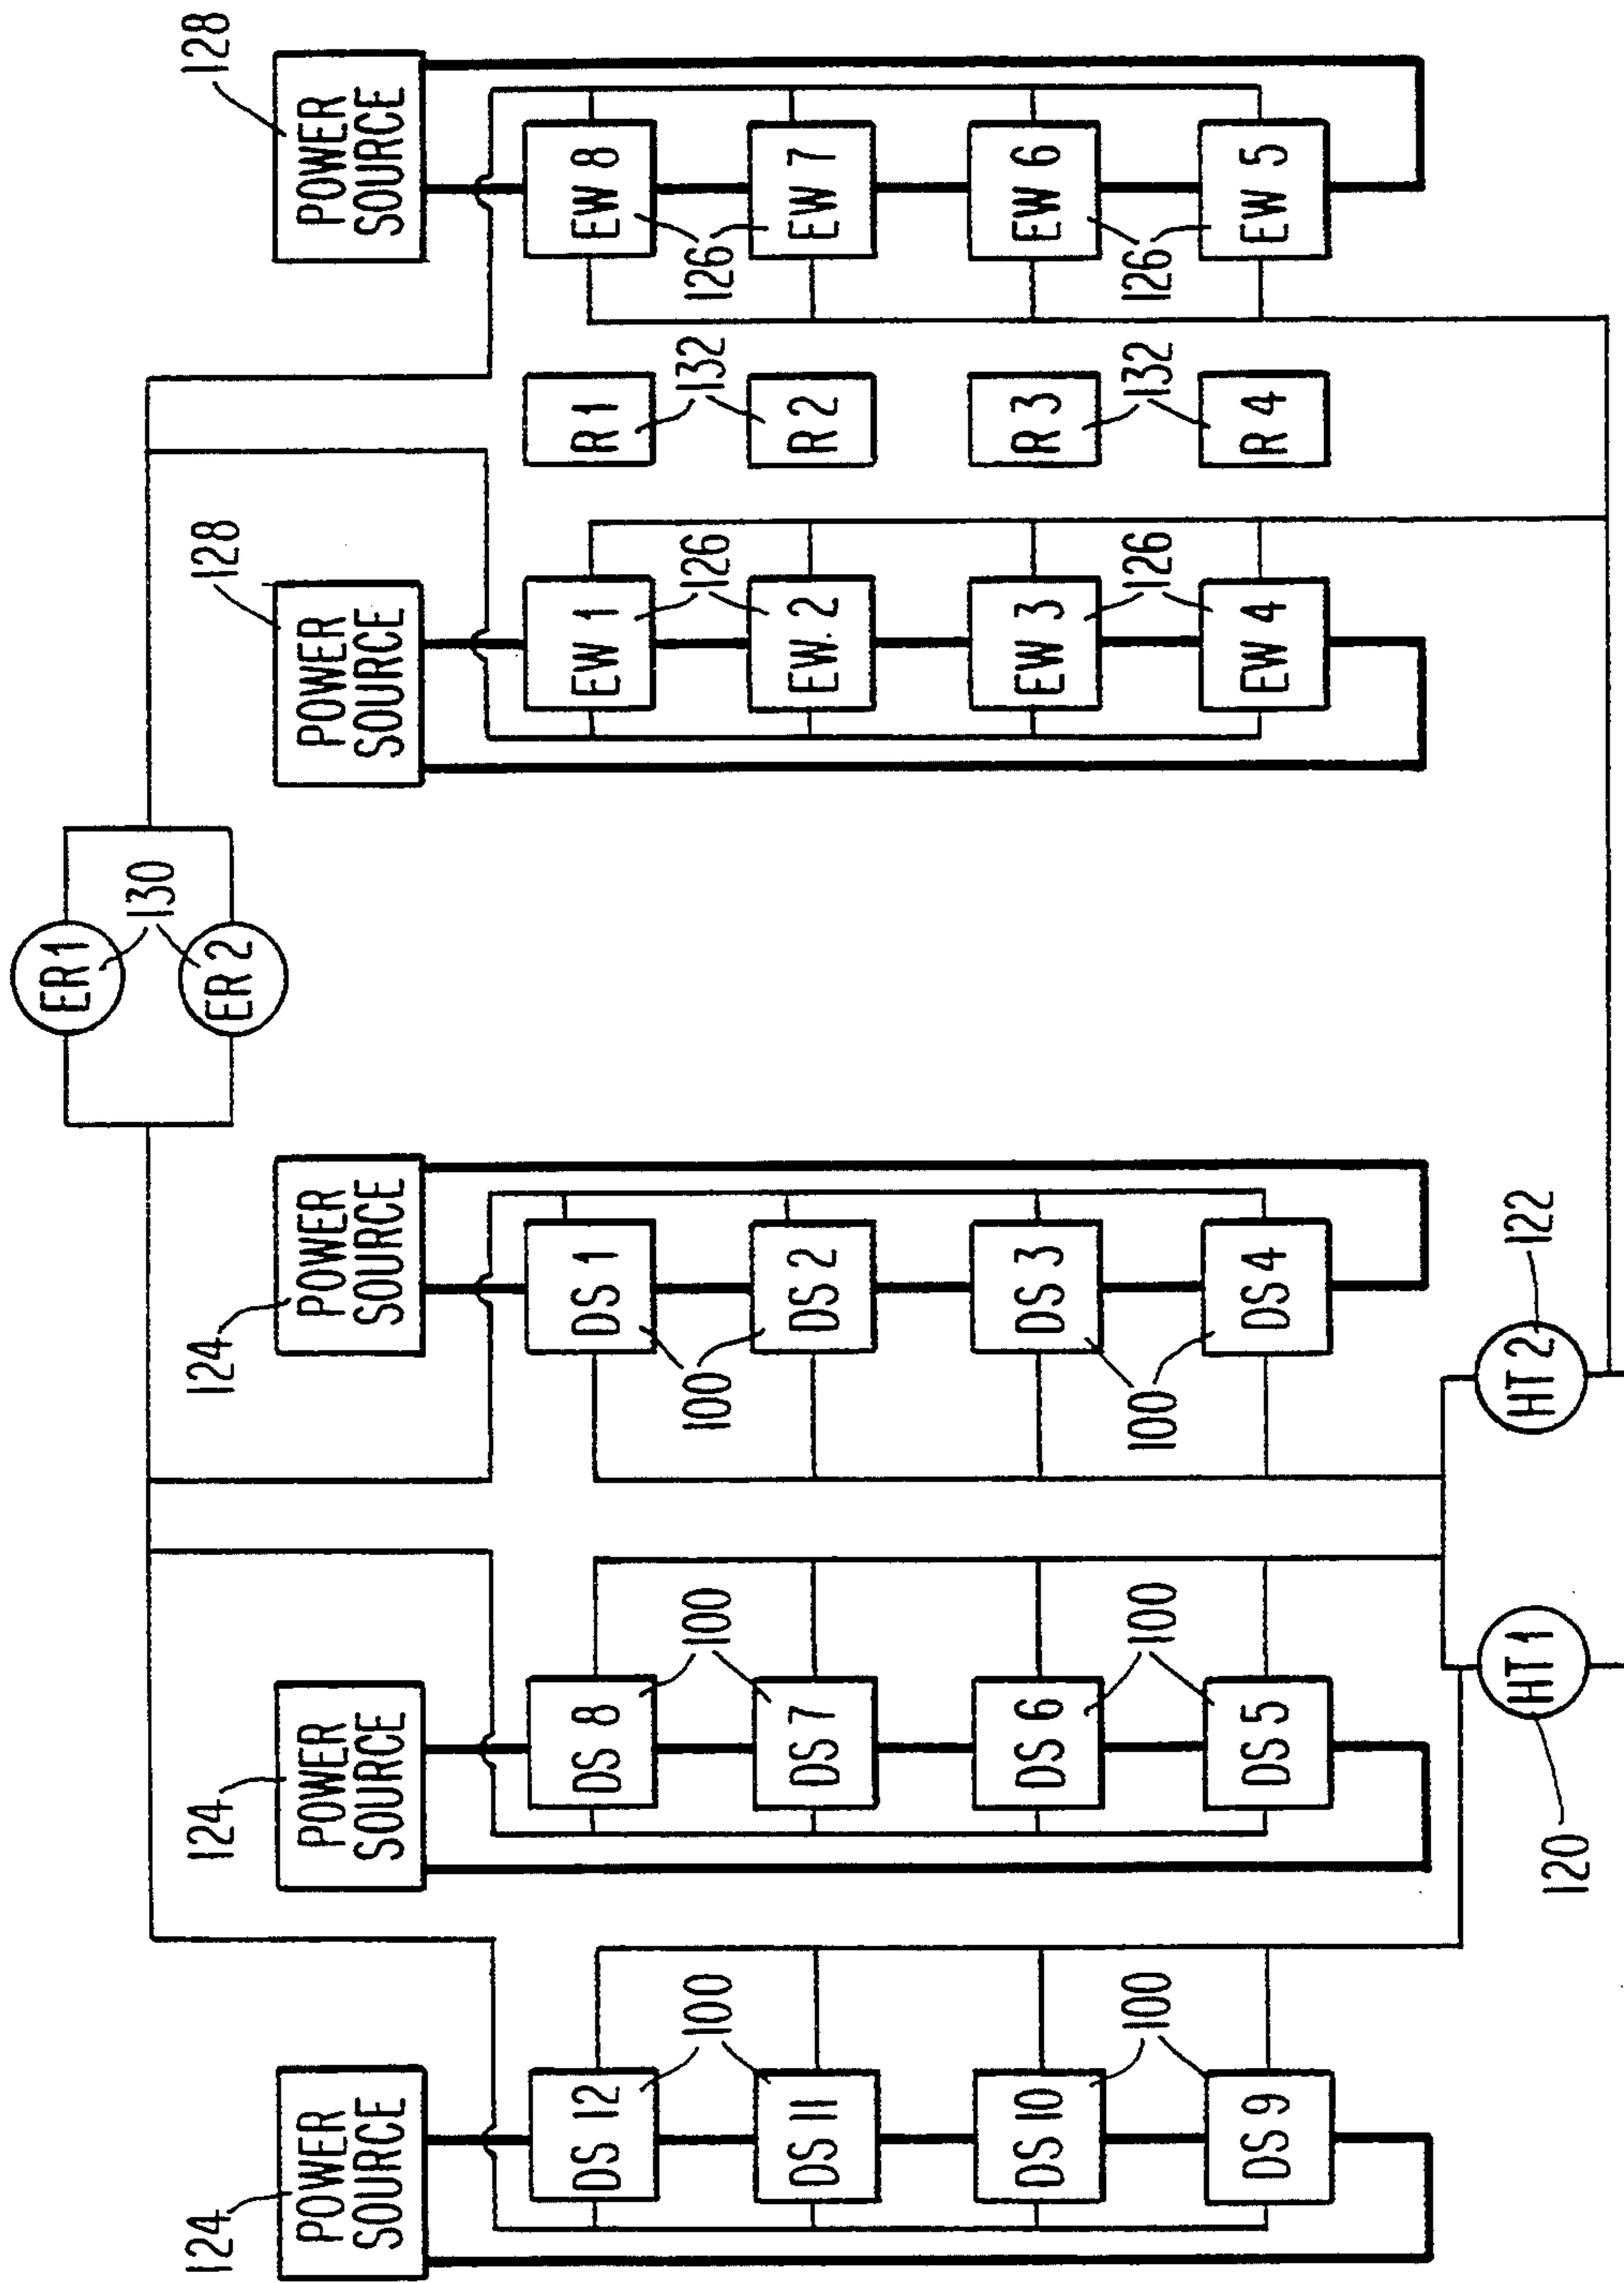 128
POWER
SOURCE
EW 8
EW 7
EW 6
EW 5
126
126
R 1
R 2
R 3
R 4
132
132
128
POWER
SOURCE
EW 1
EW. 2
EW 3
EW 4
126
126
ER 1
ER 2
130
124
POWER
SOURCE
DS 1
DS 2
DS 3
DS 4
100
100
HT 2
122
124
POWER
SOURCE
DS 8
DS 7
DS 6
DS 5
100
100
HT 1
120
124
POWER
SOURCE
DS 12
DS 11
DS 10
DS 9
100
100